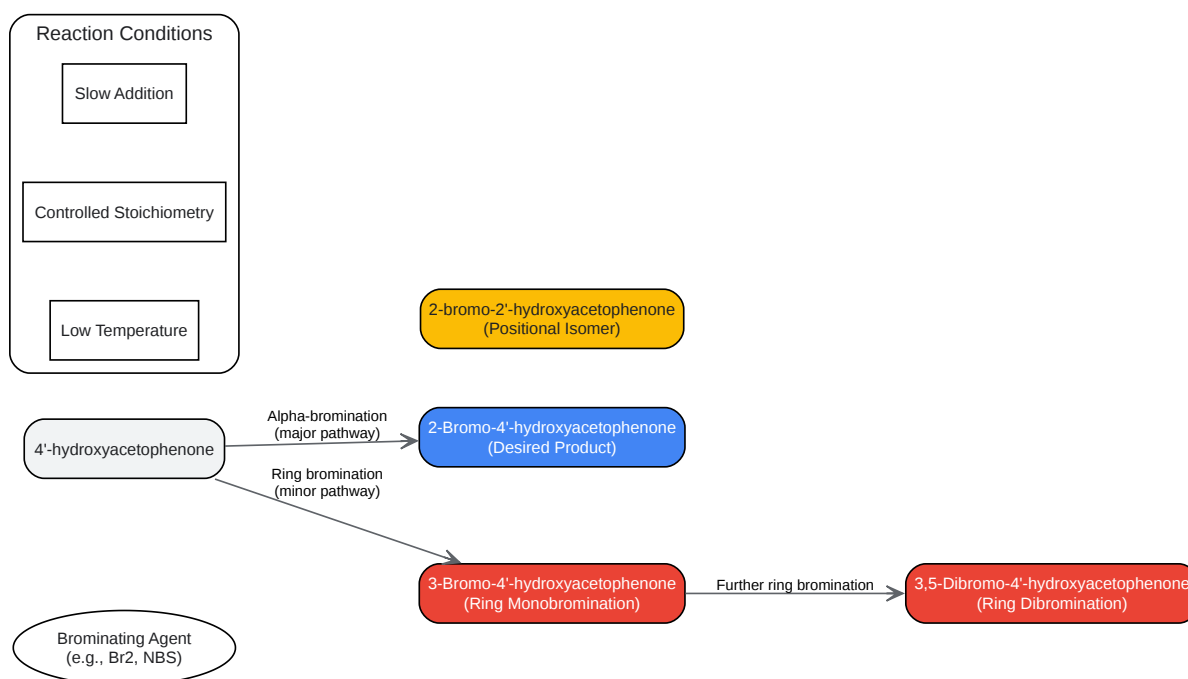 Reaction Conditions
Slow Addition
Controlled Stoichiometry
Low Temperature
2-bromo-2'-hydroxyacetophenone
(Positional Isomer)
4'-hydroxyacetophenone
Alpha-bromination
(major pathway)
2-Bromo-4'-hydroxyacetophenone
(Desired Product)
Ring bromination
(minor pathway)
3-Bromo-4'-hydroxyacetophenone
(Ring Monobromination)
Further ring bromination
3,5-Dibromo-4'-hydroxyacetophenone
(Ring Dibromination)
Brominating Agent
(e.g., Br2, NBS)